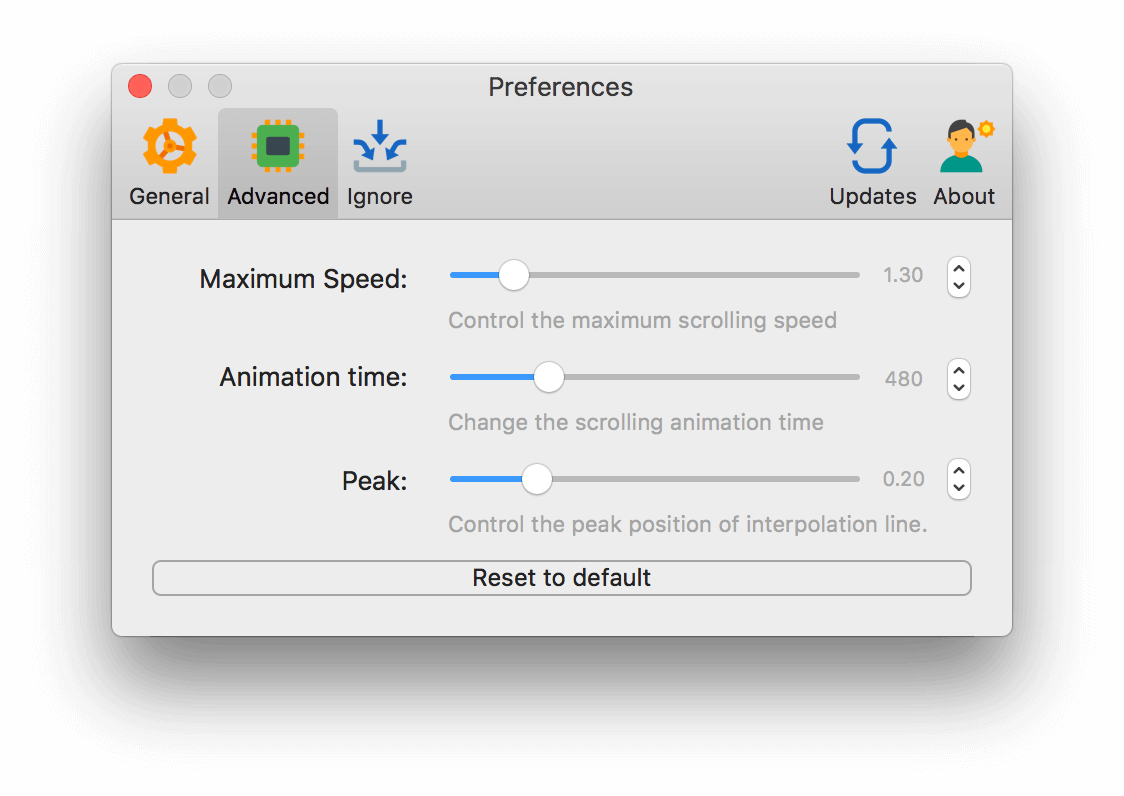 Preferences
General Advanced Ignore Updates About
Maximum Speed: 1.30
Control the maximum scrolling speed
Animation time: 480
Change the scrolling animation time
Peak: 0.20
Control the peak position of interpolation line.
Reset to default